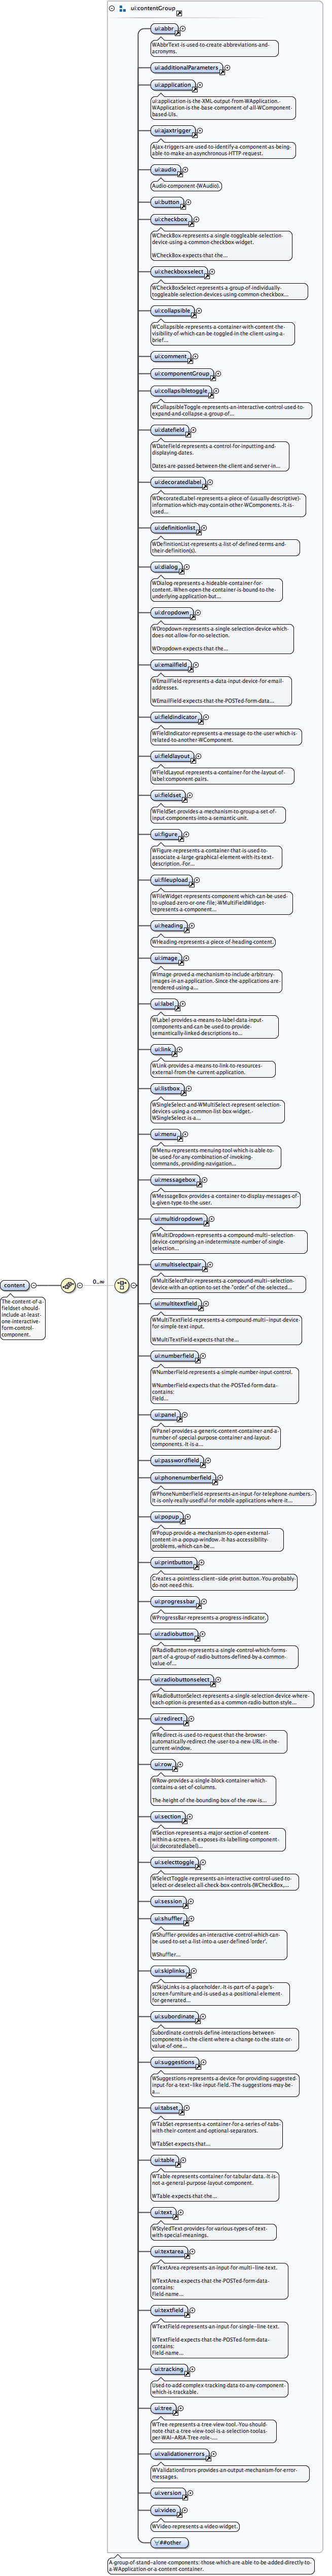 ui:contentGroup
ui:abbr
WAbbrText is used to create abbreviations and
acronyms.
ui:additionalParameters
ui:application
ui:application is the XML output from WApplication.
WApplication is the base component of all WComponent
based UIs.
ui:ajaxtrigger
Ajax triggers are used to identify a component as being
able to make an asynchronous HTTP request.
ui:audio
Audio component (WAudio).
ui:button
ui:checkbox
WCheckBox represents a single toggleable selection
device using a common checkbox widget.
WCheckBox expects that the...
ui:checkboxselect
WCheckBoxSelect represents a group of individually
toggleable selection devices using common checkbox...
ui:collapsible
WCollapsible represents a container with content the
visibility of which can be toggled in the client using a
brief...
ui:comment
ui:componentGroup
ui:collapsibletoggle
WCollapsibleToggle represents an interactive control used to
expand and collapse a group of...
ui:datefield
WDateField represents a control for inputting and
displaying dates.
Dates are passed between the client and server in...
ui:decoratedlabel
WDecoratedLabel represents a piece of (usually descriptive)
information which may contain other WComponents. It is
used...
ui:definitionlist
WDefinitionList represents a list of defined terms and
their definition(s).
ui:dialog
WDialog represents a hideable container for
content. When open the container is bound to the
underlying application but...
ui:dropdown
WDropdown represents a single selection device which
does not allow for no selection.
WDropdown expects that the...
ui:emailfield
WEmailField represents a data input device for email
addresses.
WEmailField expects that the POSTed form data...
ui:fieldindicator
WFieldIndicator represents a message to the user which is
related to another WComponent.
ui:fieldlayout
WFieldLayout represents a container for the layout of
label:component pairs.
ui:fieldset
WFieldSet provides a mechanism to group a set of
input components into a semantic unit.
ui:figure
WFigure represents a container that is used to
associate a large graphical element with its text
description. For...
ui:fileupload
WFileWidget represents component which can be used
to upload zero or one file; WMultiFieldWidget
represents a component...
ui:heading
WHeading represents a piece of heading content.
ui:image
WImage proved a mechanism to include arbitrary
images in an application. Since the applications are
rendered using a...
ui:label
WLabel provides a means to label data input
components and can be used to provide
semantically linked descriptions to...
ui:link
WLink provides a means to link to resources
external from the current application.
ui:listbox
WSingleSelect and WMultiSelect represent selection
devices using a common list box widget.
WSingleSelect is a...
ui:menu
WMenu represents menuing tool which is able to
be used for any combination of invoking
commands, providing navigation...
ui:messagebox
WMessageBox provides a container to display messages of
a given type to the user.
ui:multidropdown
WMultiDropdown represents a compound multi-selection
device comprising an indeterminate number of single
selection...
ui:multiselectpair
WMultiSelectPair represents a compound multi-selection
device with an option to set the "order" of the selected...
ui:multitextfield
WMultiTextField represents a compound multi-input device
for simple text input.
WMultiTextField expects that the...
content
0..∞
The content of a
fieldset should
include at least
one interactive
form control
component.
ui:numberfield
WNumberField represents a simple number input control.
WNumberField expects that the POSTed form data
contains:
Field...
ui:panel
WPanel provides a generic content container and a
number of special purpose container and layout
components. It is a...
ui:passwordfield
ui:phonenumberfield
WPhoneNumberField represents an input for telephone numbers.
It is only really usedful for mobile applications where it...
ui:popup
WPopup provide a mechanism to open external
content in a popup window. It has accessibility
problems, which can be...
ui:printbutton
Creates a pointless client-side print button. You probably
do not need this.
ui:progressbar
WProgressBar represents a progress indicator.
ui:radiobutton
WRadioButton represents a single control which forms
part of a group of radio buttons defined by a common
value of...
ui:radiobuttonselect
WRadioButtonSelect represents a single selection device where
each option is presented as a common radio button style...
ui:redirect
WRedirect is used to request that the browser
automatically redirect the user to a new URL in the
current window.
ui:row
WRow provides a single block container which
contains a set of columns.
The height of the bounding box of the row is...
ui:section
WSection represents a major section of content
within a screen. It exposes its labelling component
(ui:decoratedlabel)...
ui:selecttoggle
WSelectToggle represents an interactive control used to
select or deselect all check box controls (WCheckBox,...
ui:session
ui:shuffler
WShuffler provides an interactive control which can
be used to set a list into a user defined 'order'.
WShuffler...
ui:skiplinks
WSkipLinks is a placeholder. It is part of a page's
screen furniture and is used as a positional element
for generated...
ui:subordinate
Subordinate controls define interactions between
components in the client where a change to the state or
value of one...
ui:suggestions
WSuggestions represents a device for providing suggested
input for a text-like input field. The suggestions may be
a...
ui:tabset
WTabSet represents a container for a series of tabs
with their content and optional separators.
WTabSet expects that...
ui:table
WTable represents container for tabular data. It is
not a general purpose layout component.
WTable expects that the...
ui:text
WStyledText provides for various types of text
with special meanings.
ui:textarea
WTextArea represents an input for multi-line text.
WTextArea expects that the POSTed form data
contains:
Field name...
ui:textfield
WTextField represents an input for single-line text.
WTextField expects that the POSTed form data
contains:
Field name...
ui:tracking
Used to add complex tracking data to any component
which is trackable.
ui:tree
WTree represents a tree view tool. You should
note that a tree view tool is a selection tool as
per WAI-ARIA Tree role ....
ui:validationerrors
WValidationErrors provides an output mechanism for error
messages.
ui:version
ui:video
WVideo represents a video widget.
##other
A group of stand-alone components: those which are able to be added directly to
a WApplication or a content container.